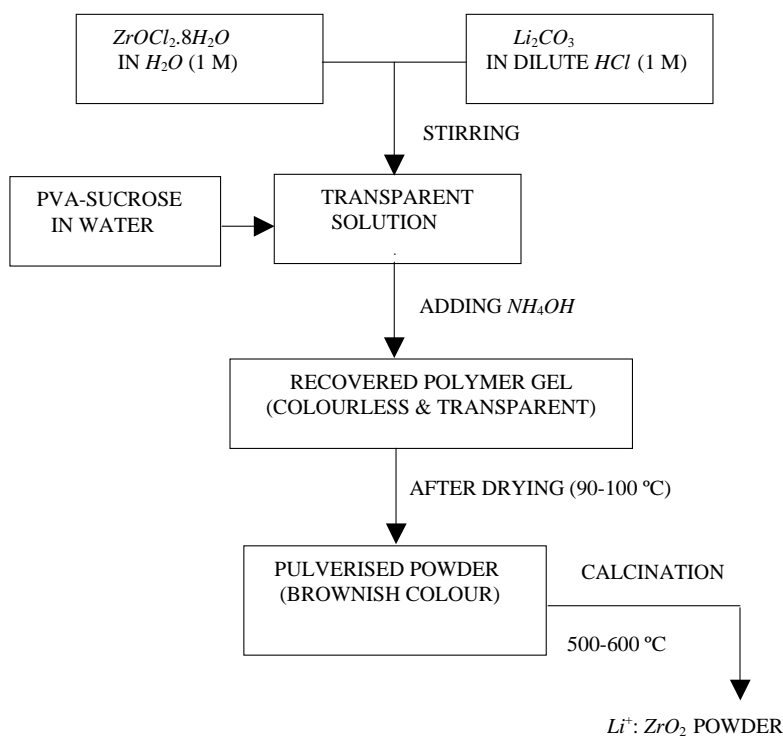 ZrOCl₂.8H₂O
IN H₂O (1 M)
Li₂CO₃
IN DILUTE HCl (1 M)
STIRRING
PVA-SUCROSE
IN WATER
TRANSPARENT
SOLUTION
.
ADDING NH₄OH
RECOVERED POLYMER GEL
(COLOURLESS & TRANSPARENT)
AFTER DRYING (90-100 ºC)
PULVERISED POWDER
(BROWNISH COLOUR)
CALCINATION
500-600 ºC
Li⁺: ZrO₂ POWDER